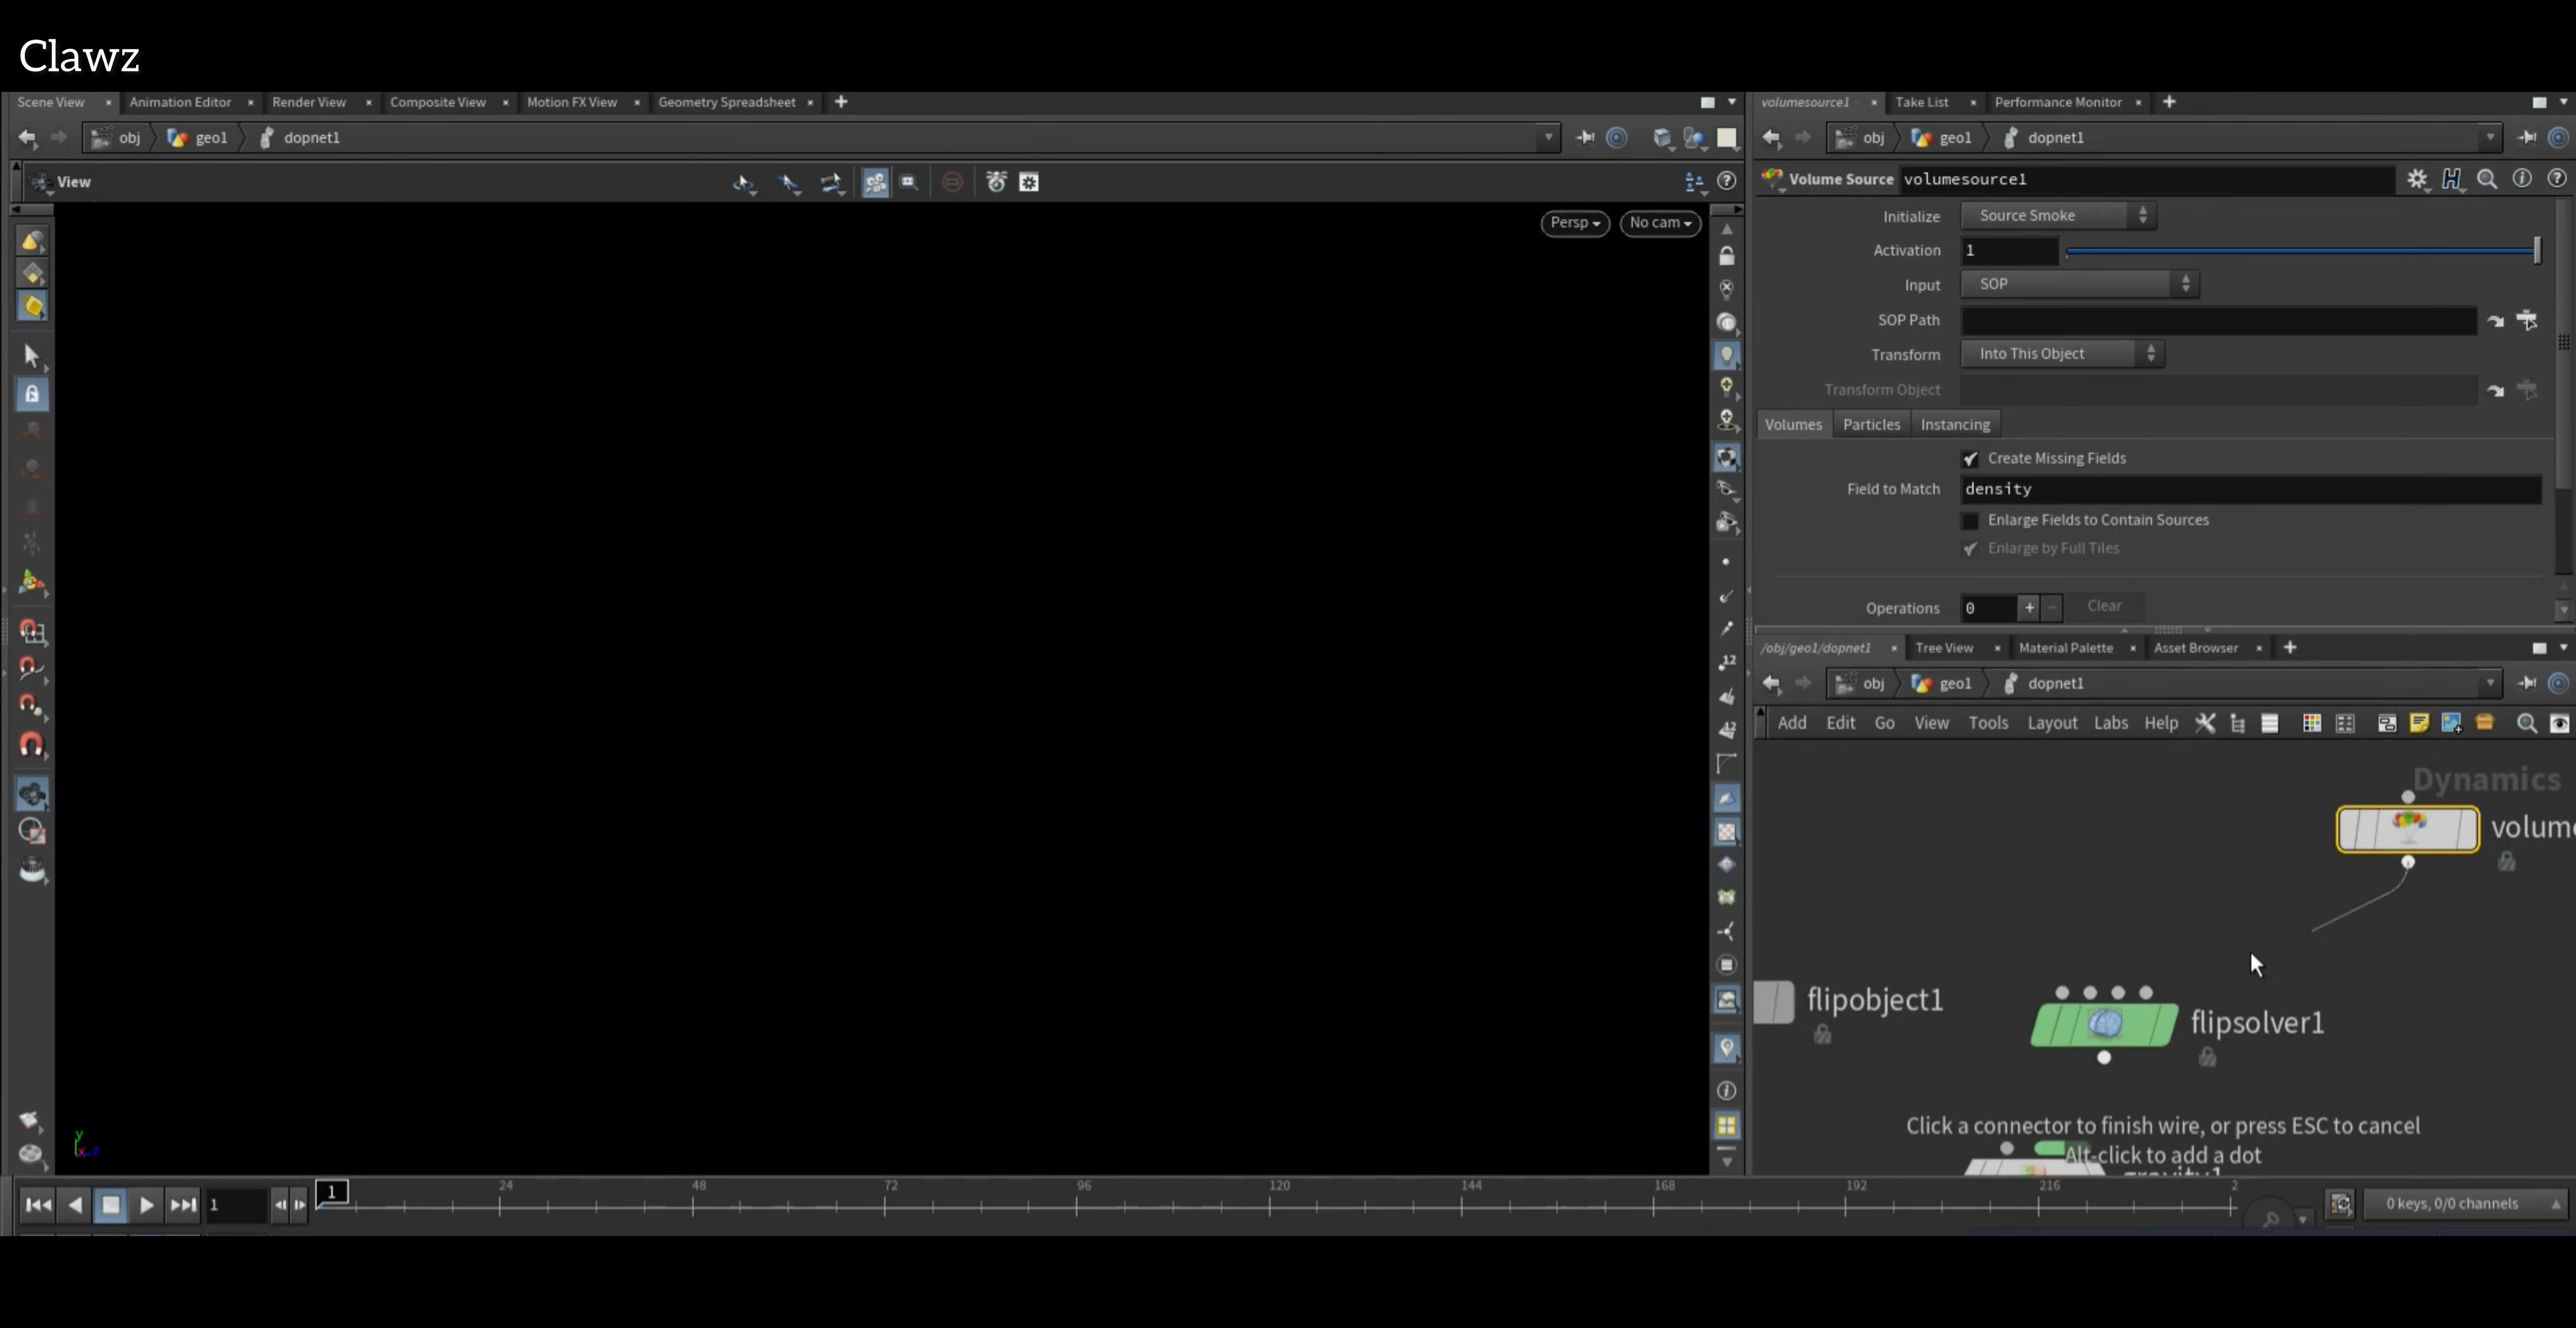 Clawz
Scene View Animation Editor Render View Composite View Motion FX View Geometry Spreadsheet
obj geo1 dopnet1
View
Persp No cam
volumesource1 Take List Performance Monitor
obj geo1 dopnet1
Volume Source volumesource1
Initialize Source Smoke
Activation 1
Input SOP
SOP Path
Transform Into This Object
Transform Object
Volumes Particles Instancing
Create Missing Fields
Field to Match density
Enlarge Fields to Contain Sources
Enlarge by Full Tiles
Operations 0 + - Clear
/obj/geo1/dopnet1 Tree View Material Palette Asset Browser
obj geo1 dopnet1
Add Edit Go View Tools Layout Labs Help
Dynamics
volume
flipobject1
flipsolver1
Click a connector to finish wire, or press ESC to cancel
Alt-click to add a dot
gravity1
12
12
y
x z
1 1 24 48 72 96 120 144 168 192 216 2
0 keys, 0/0 channels